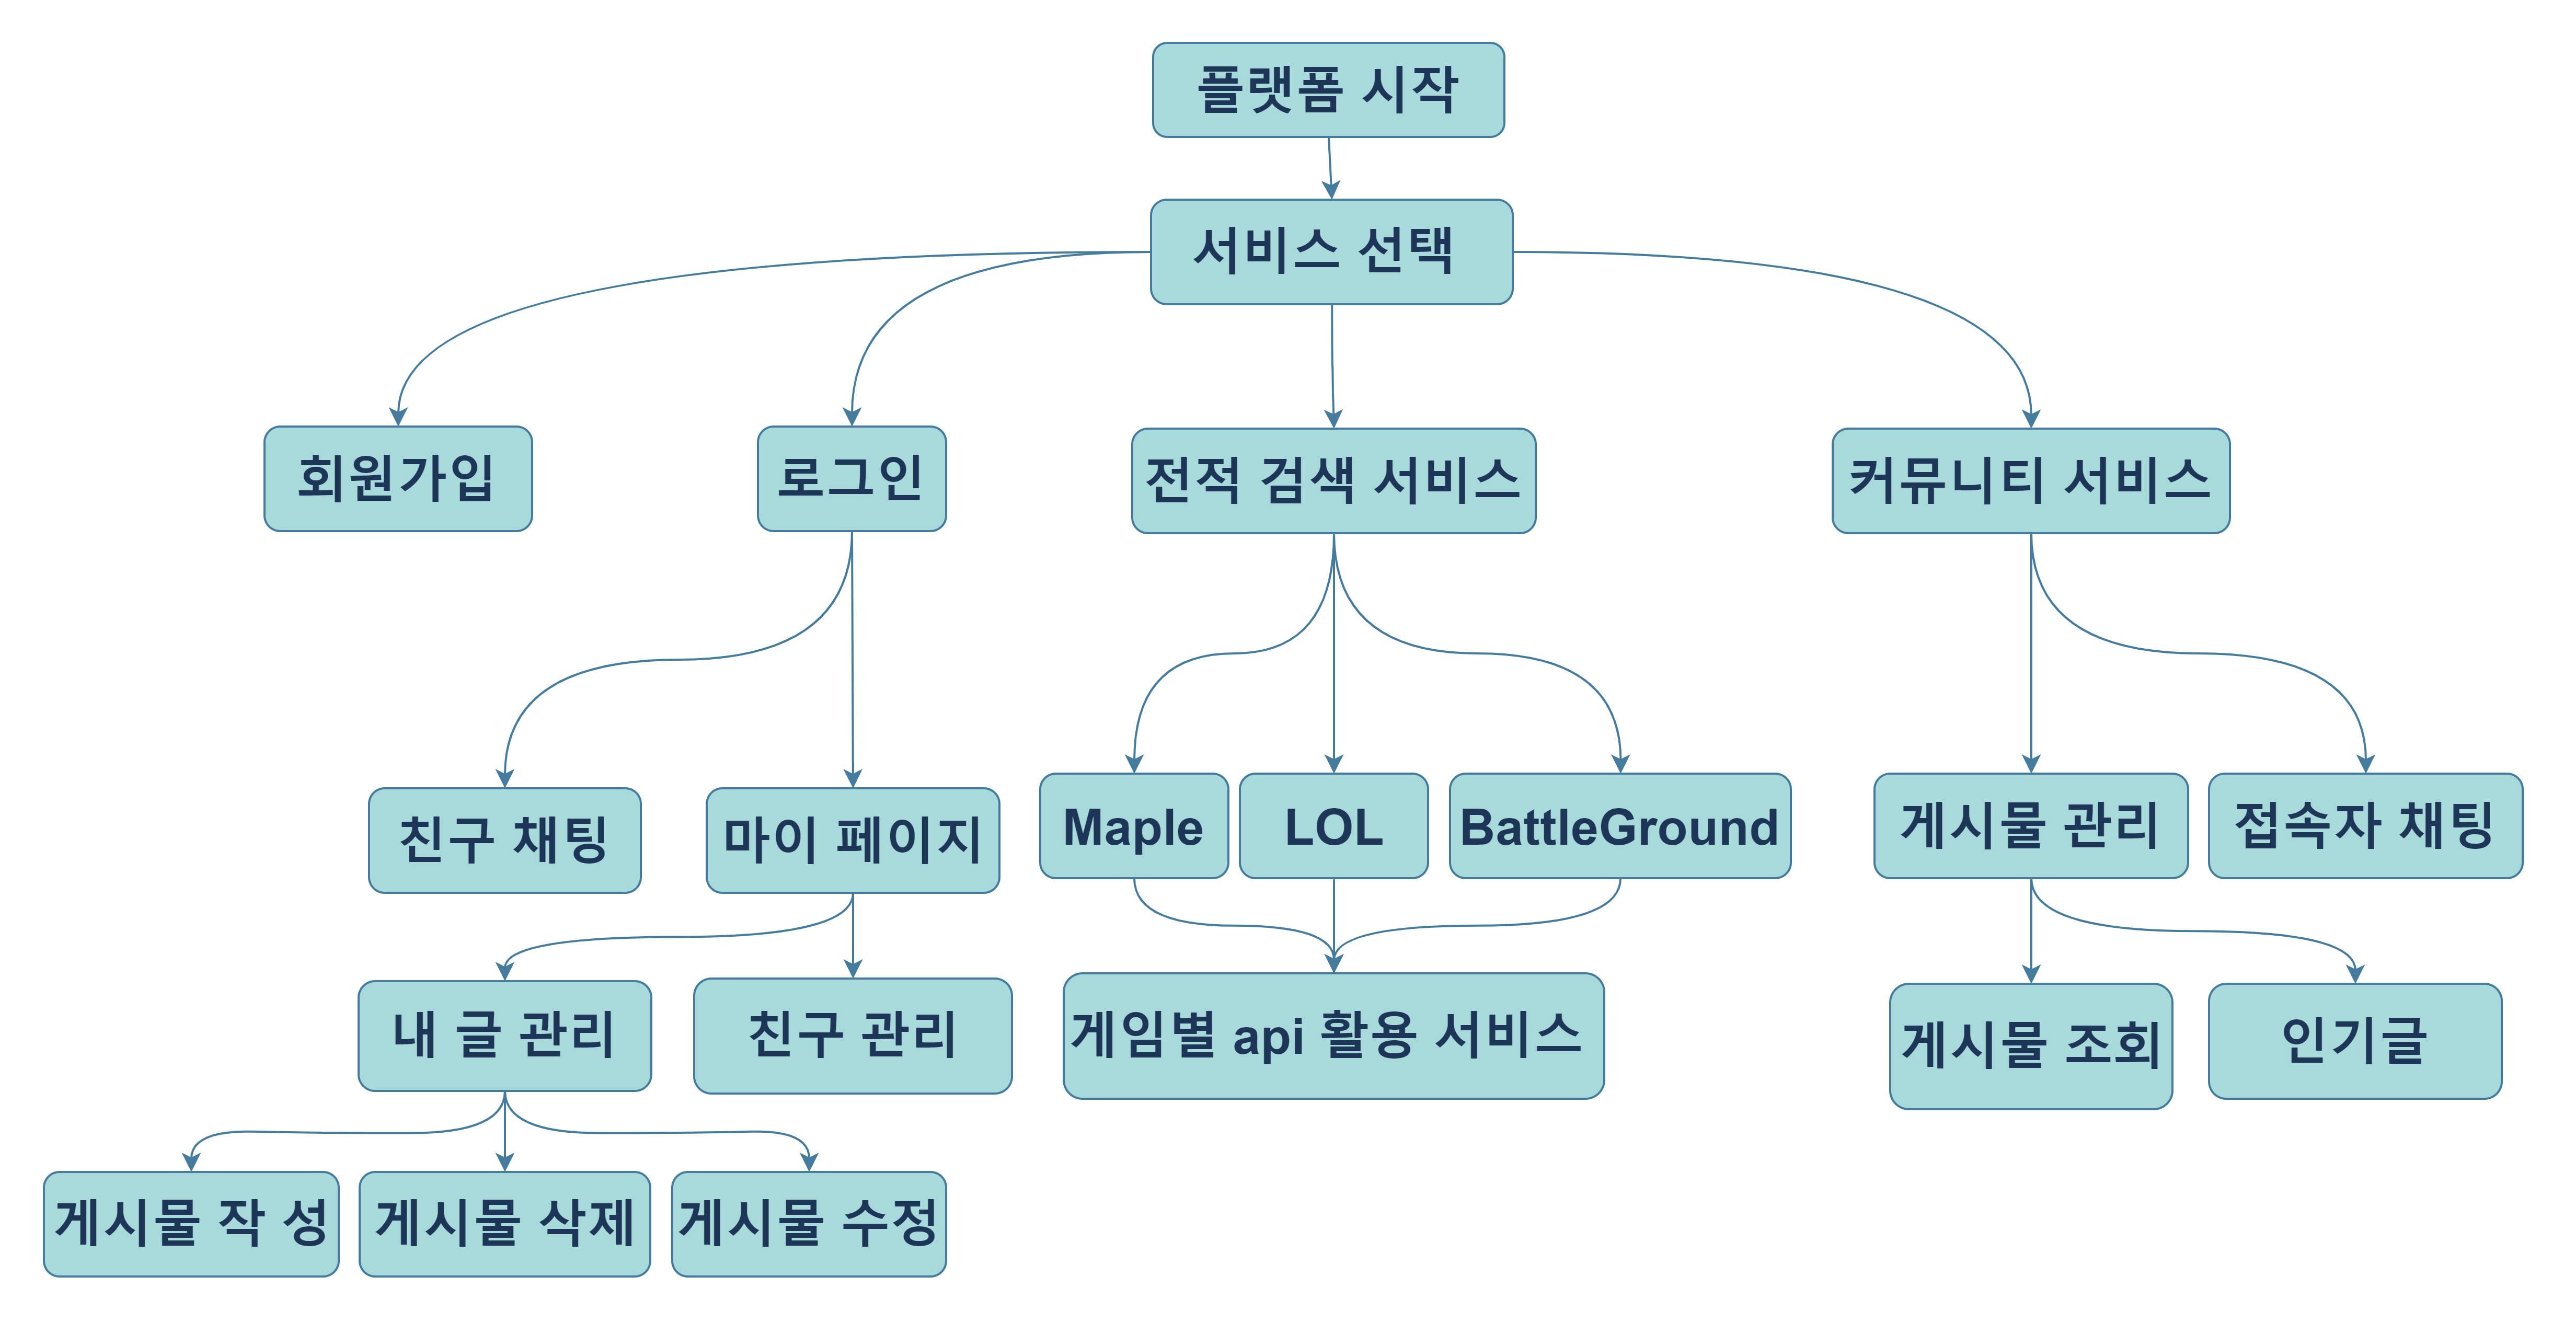 플랫폼 시작
서비스 선택
회원가입
로그인
전적 검색 서비스
커뮤니티 서비스
친구 채팅
마이 페이지
Maple
LOL
BattleGround
게시물 관리
접속자 채팅
내 글 관리
친구 관리
게임별 api 활용 서비스
게시물 조회
인기글
게시물 작 성
게시물 삭제
게시물 수정